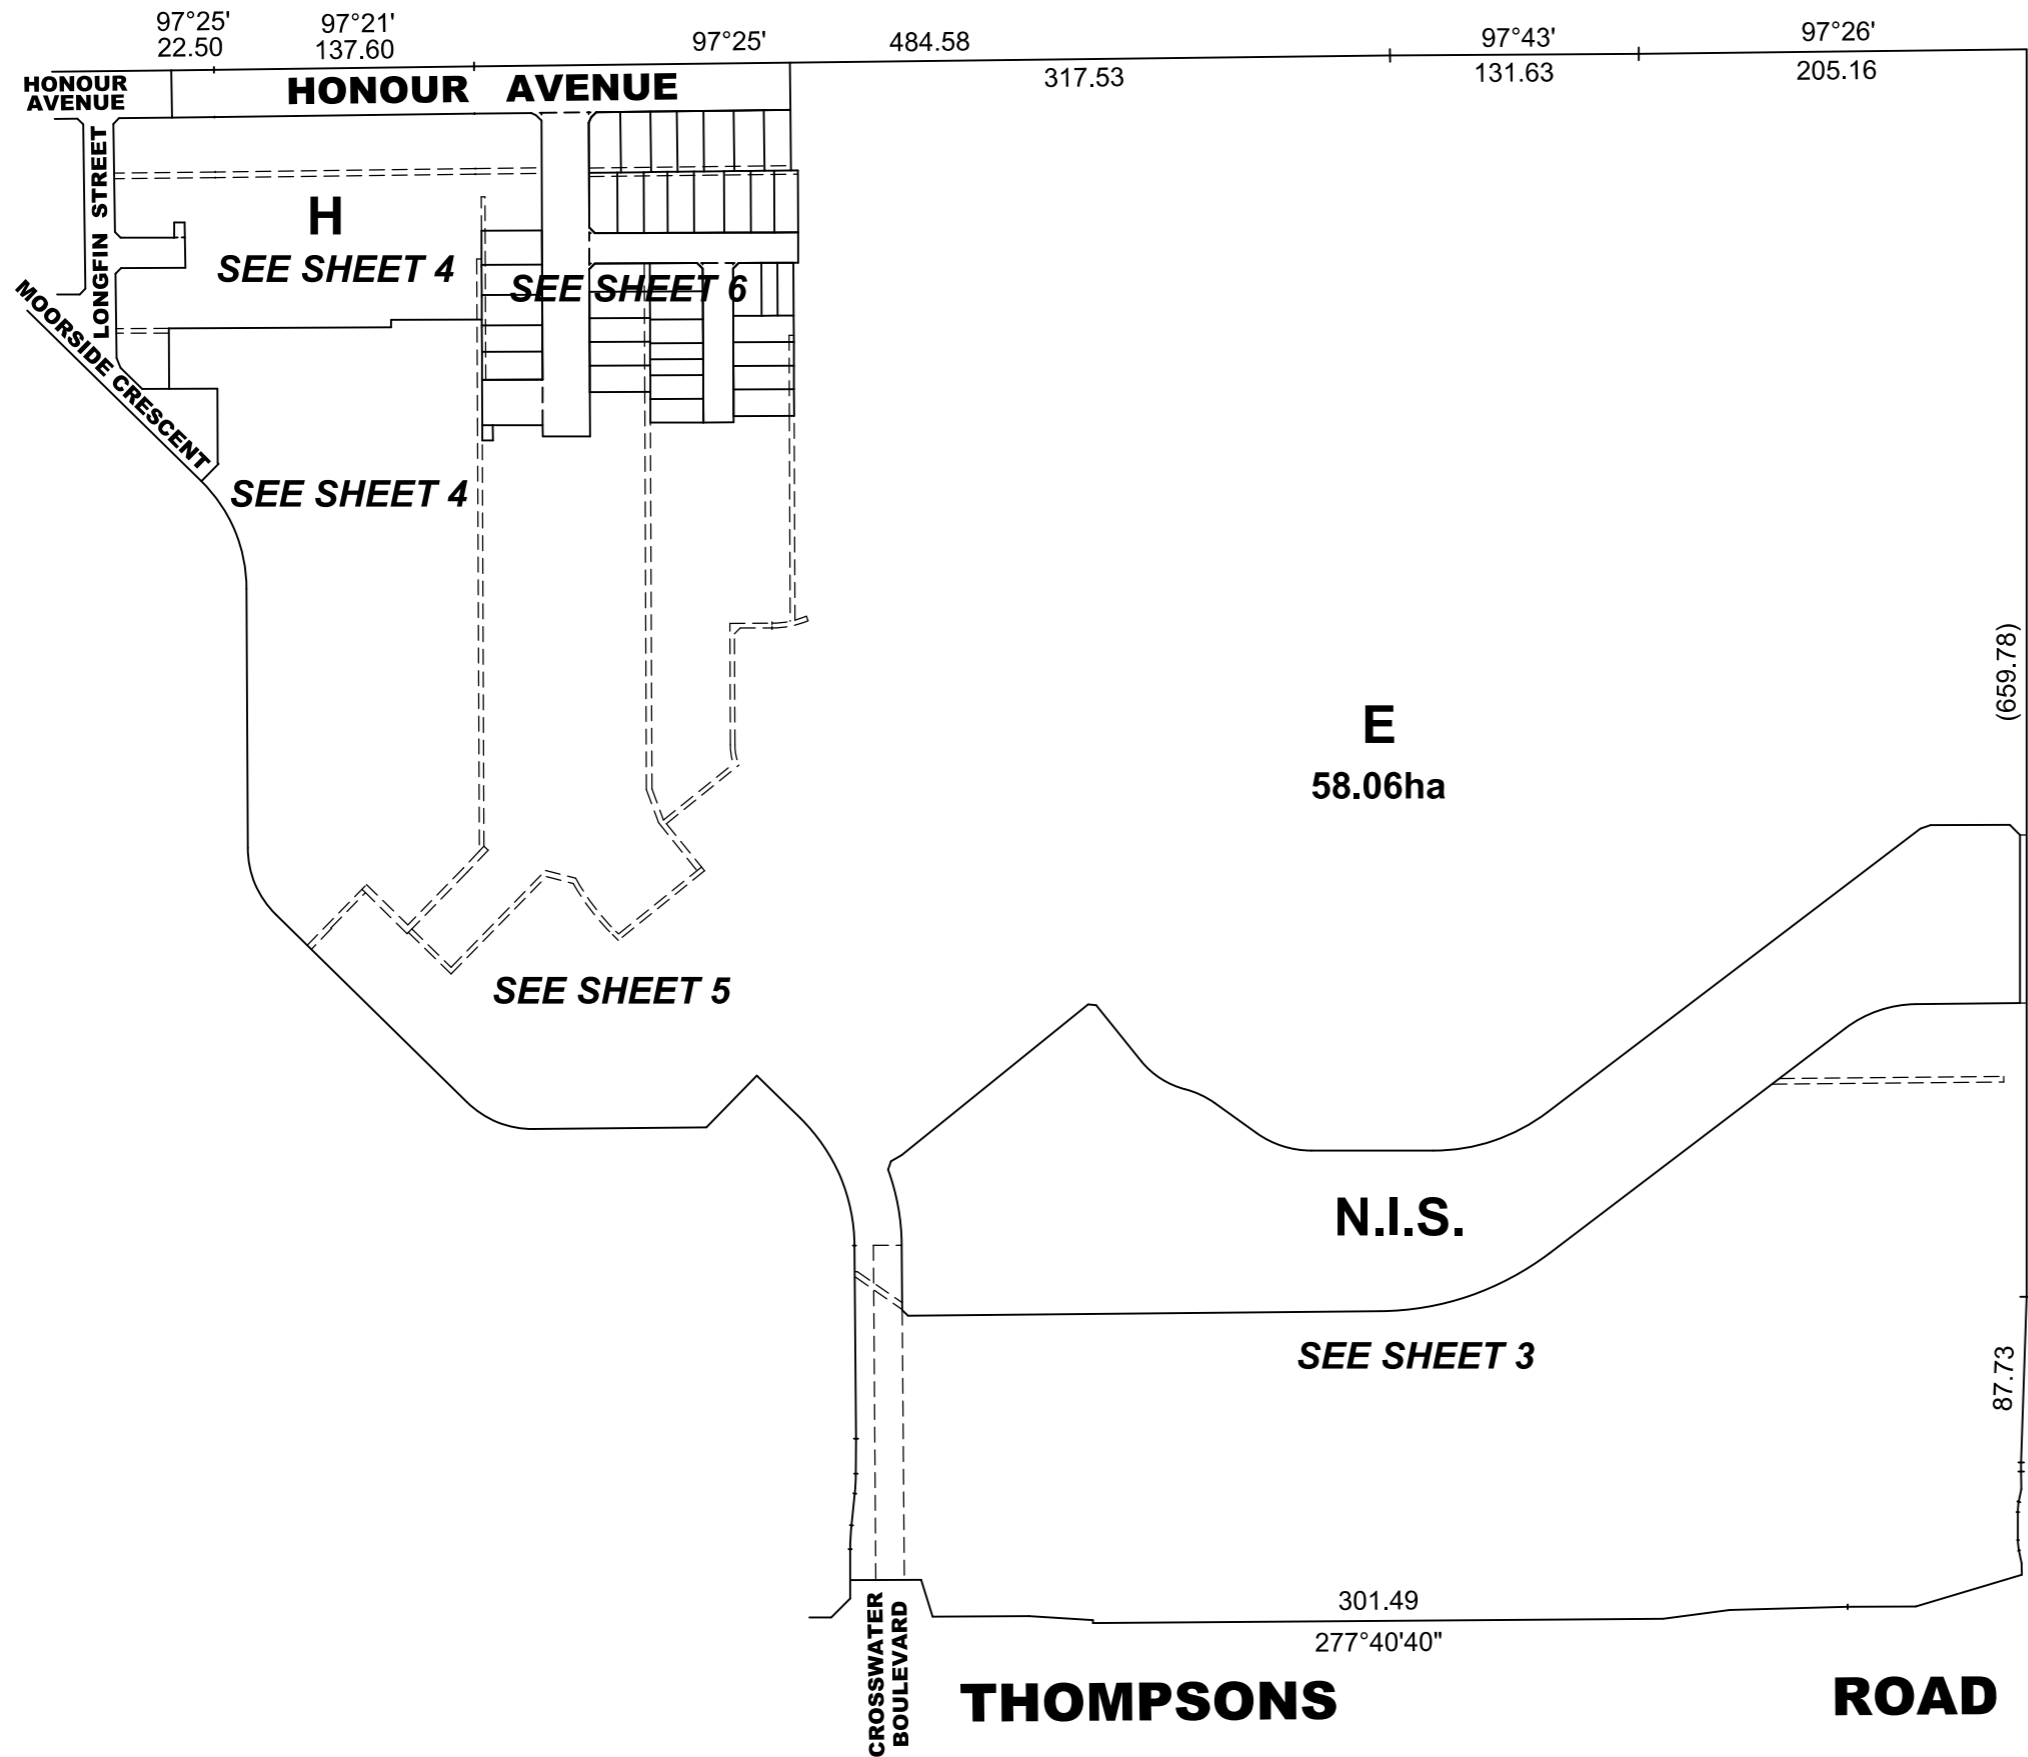 97°25'
22.50
97°21'
137.60
97°25'
484.58
317.53
97°43'
131.63
97°26'
205.16
HONOUR
AVENUE
HONOUR AVENUE
LONGFIN STREET
H
SEE SHEET 4
SEE SHEET 6
MOORSIDE CRESCENT
SEE SHEET 4
(659.78)
E
58.06ha
SEE SHEET 5
N.I.S.
SEE SHEET 3
87.73
301.49
277°40'40"
CROSSWATER
BOULEVARD
THOMPSONS ROAD